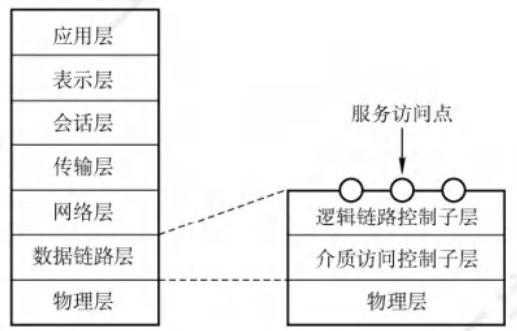 应用层
表示层
会话层
传输层
网络层
数据链路层
物理层
服务访问点
逻辑链路控制子层
介质访问控制子层
物理层